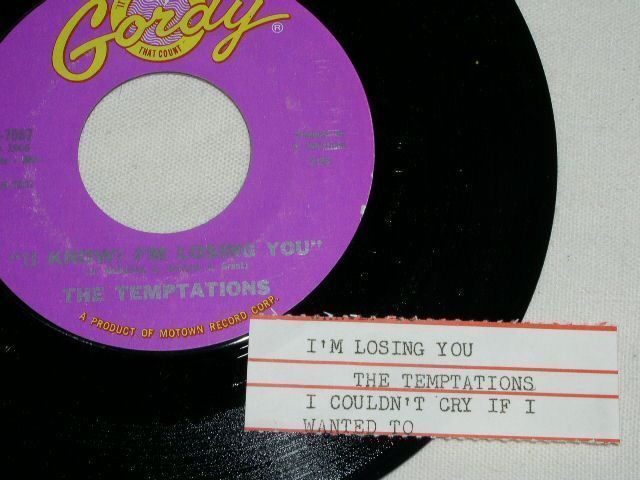 Gordy ®
THAT COUNT
"(I KNOW) I'M LOSING YOU"
THE TEMPTATIONS
A PRODUCT OF MOTOWN RECORD CORP.
I'M LOSING YOU
THE TEMPTATIONS
I COULDN'T CRY IF I
WANTED TO